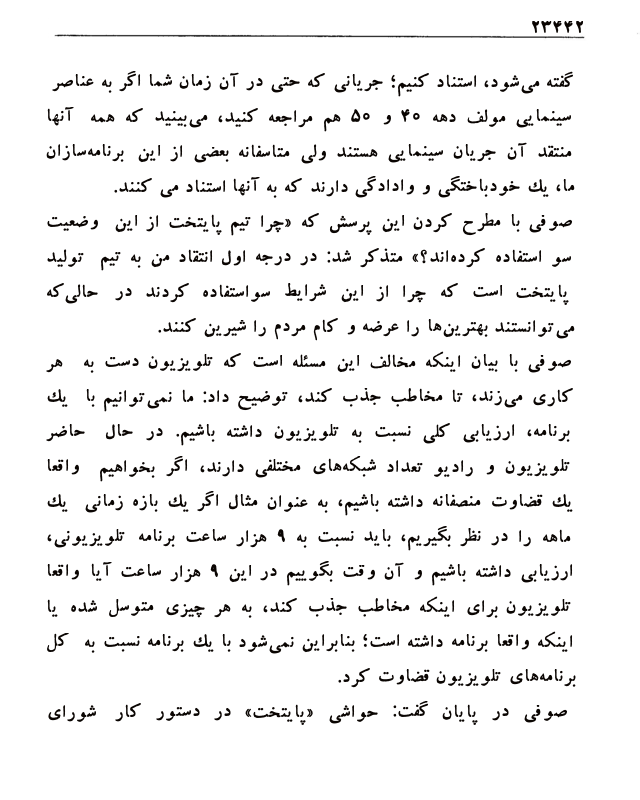 ۲۳۴۴۲
گفته می‌شود، استناد کنیم؛ جریانی که حتی در آن زمان شما اگر به عناصر
سینمایی مولف دهه ۴۰ و ۵۰ هم مراجعه کنید، می‌بینید که همه آنها
منتقد آن جریان سینمایی هستند ولی متاسفانه بعضی از این برنامه‌سازان
ما، یك خودباختگی و وادادگی دارند که به آنها استناد می کنند.
صوفی با مطرح کردن این پرسش که «چرا تیم پایتخت از این وضعیت
سو استفاده کرده‌اند؟» متذکر شد: در درجه اول انتقاد من به تیم تولید
پایتخت است که چرا از این شرایط سواستفاده کردند در حالی‌که
می‌توانستند بهترین‌ها را عرضه و کام مردم را شیرین کنند.
صوفی با بیان اینکه مخالف این مسئله است که تلویزیون دست به هر
کاری می‌زند، تا مخاطب جذب کند، توضیح داد: ما نمی‌توانیم با یك
برنامه، ارزیابی کلی نسبت به تلویزیون داشته باشیم. در حال حاضر
تلویزیون و رادیو تعداد شبکه‌های مختلفی دارند، اگر بخواهیم واقعا
یك قضاوت منصفانه داشته باشیم، به عنوان مثال اگر یك بازه زمانی یك
ماهه را در نظر بگیریم، باید نسبت به ۹ هزار ساعت برنامه تلویزیونی،
ارزیابی داشته باشیم و آن وقت بگوییم در این ۹ هزار ساعت آیا واقعا
تلویزیون برای اینکه مخاطب جذب کند، به هر چیزی متوسل شده یا
اینکه واقعا برنامه داشته است؛ بنابراین نمی‌شود با یك برنامه نسبت به کل
برنامه‌های تلویزیون قضاوت کرد.
صوفی در پایان گفت: حواشی «پایتخت» در دستور کار شورای